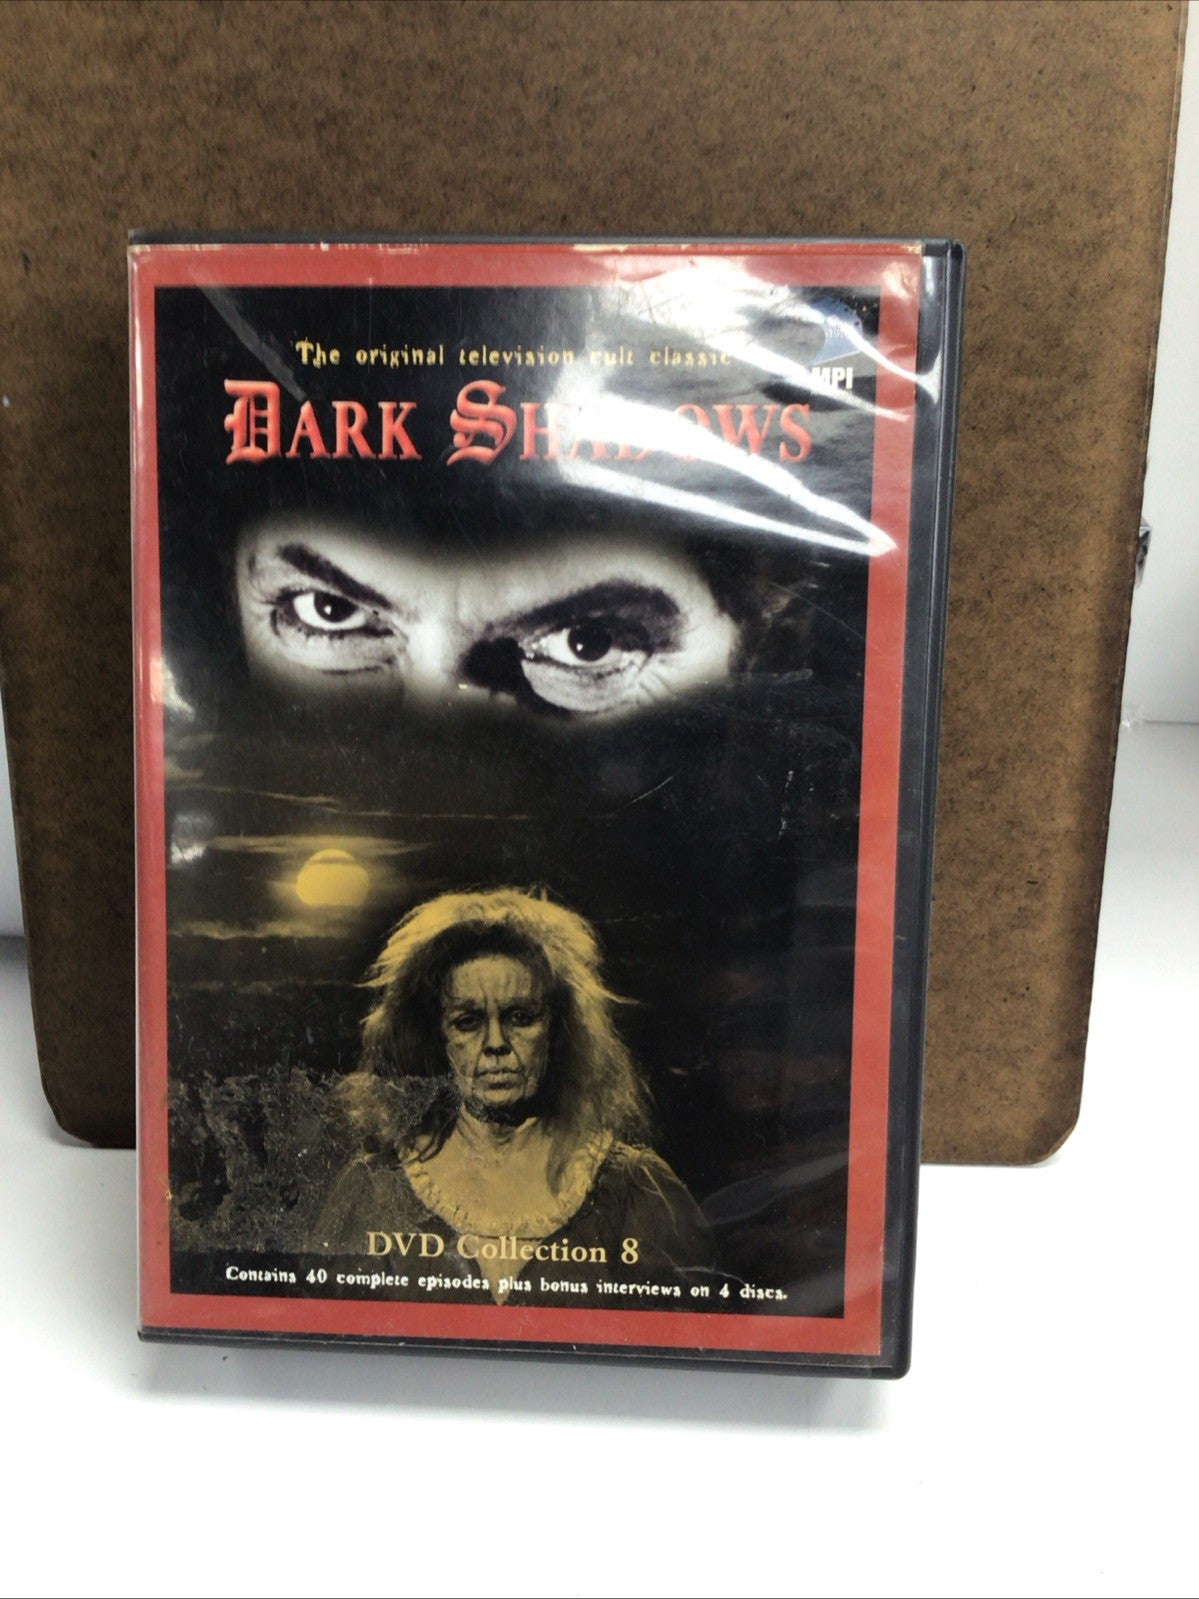 The original television cult classic
MPI
DARK SHADOWS
DVD Collection 8
Contains 40 complete episodes plus bonus interviews on 4 discs.